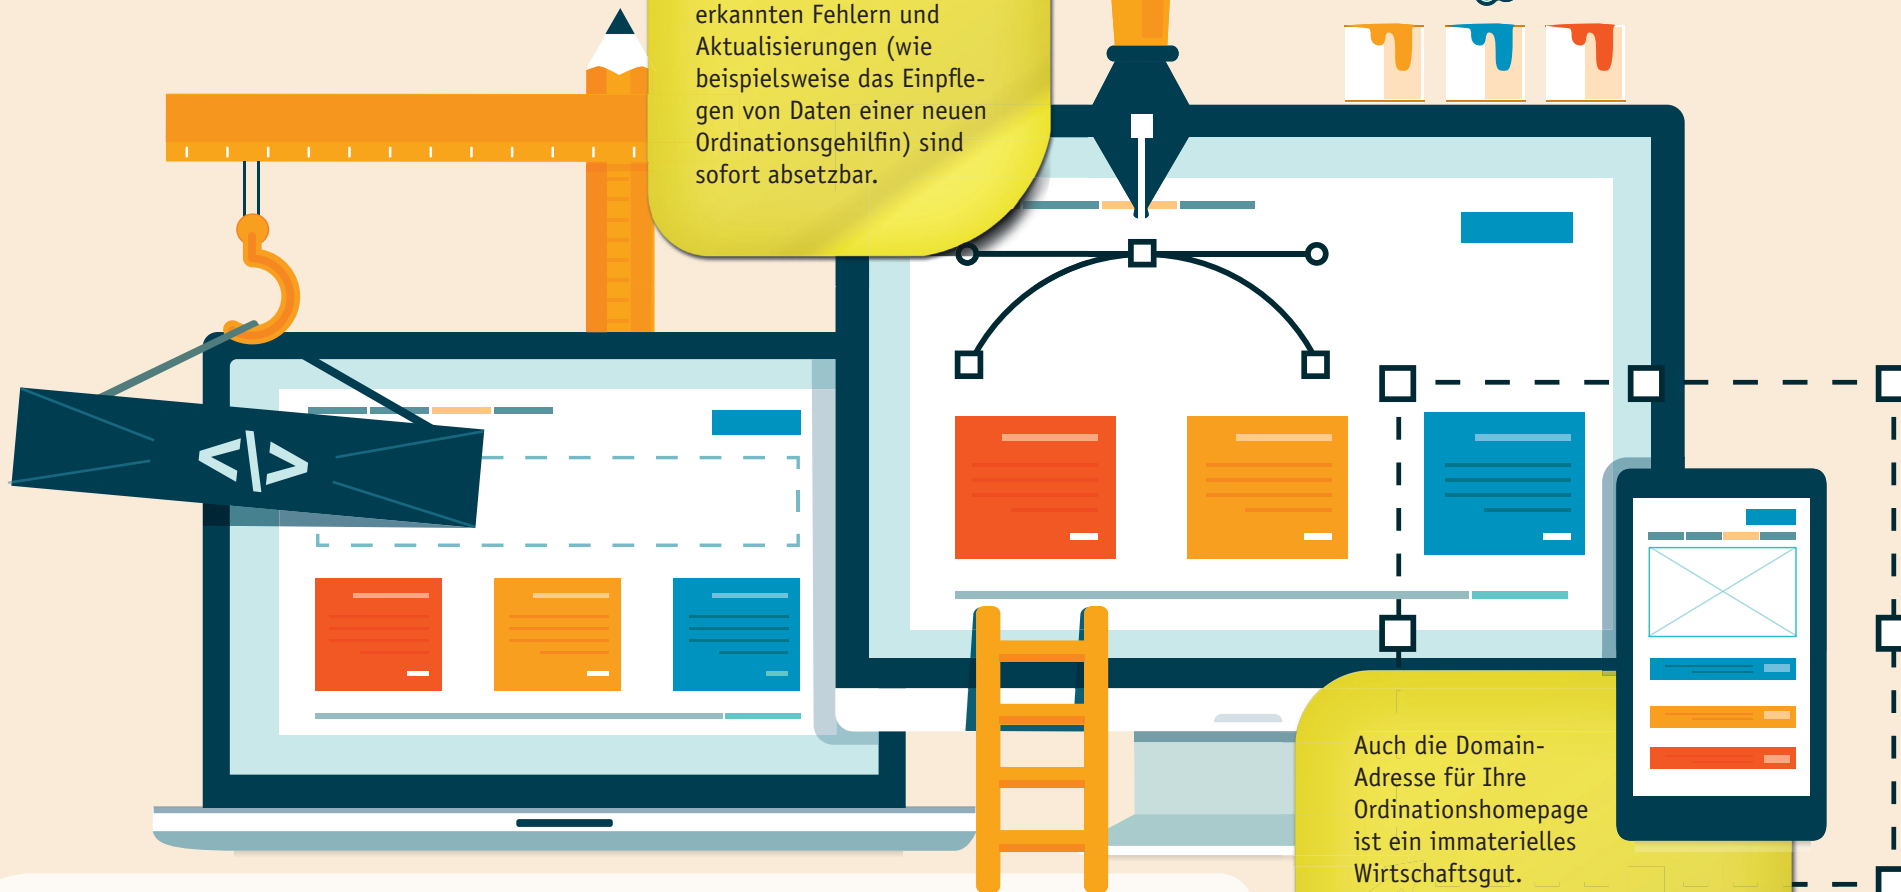 erkannten Fehlern und
Aktualisierungen (wie
beispielsweise das Einpfle-
gen von Daten einer neuen
Ordinationsgehilfin) sind
sofort absetzbar.
</>
Auch die Domain-
Adresse für Ihre
Ordinationshomepage
ist ein immaterielles
Wirtschaftsgut.